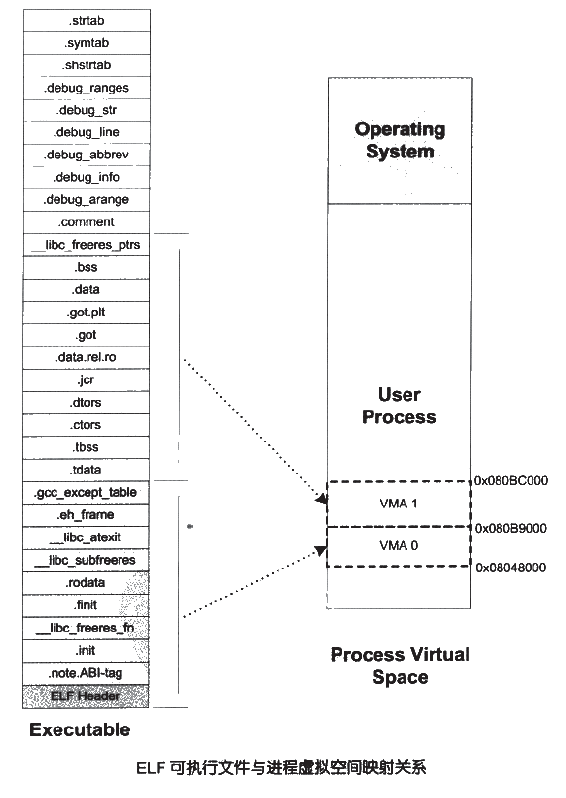 .strtab
.symtab
.shstrtab
.debug_ranges
.debug_str
.debug_line
.debug_abbrev
.debug_info
.debug_arange
.comment
__libc_freeres_ptrs
.bss
.data
.got.plt
.got
.data.rel.ro
.jcr
.dtors
.ctors
.tbss
.tdata
.gcc_except_table
.eh_frame
__libc_atexit
__libc_subfreeres
.rodata
.finit
__libc_freeres_fn
.init
.note.ABI-tag
ELF Header
Executable
Operating
System
User
Process
0x080BC000
VMA 1
0x080B9000
VMA 0
0x08048000
Process Virtual
Space
ELF 可执行文件与进程虚拟空间映射关系